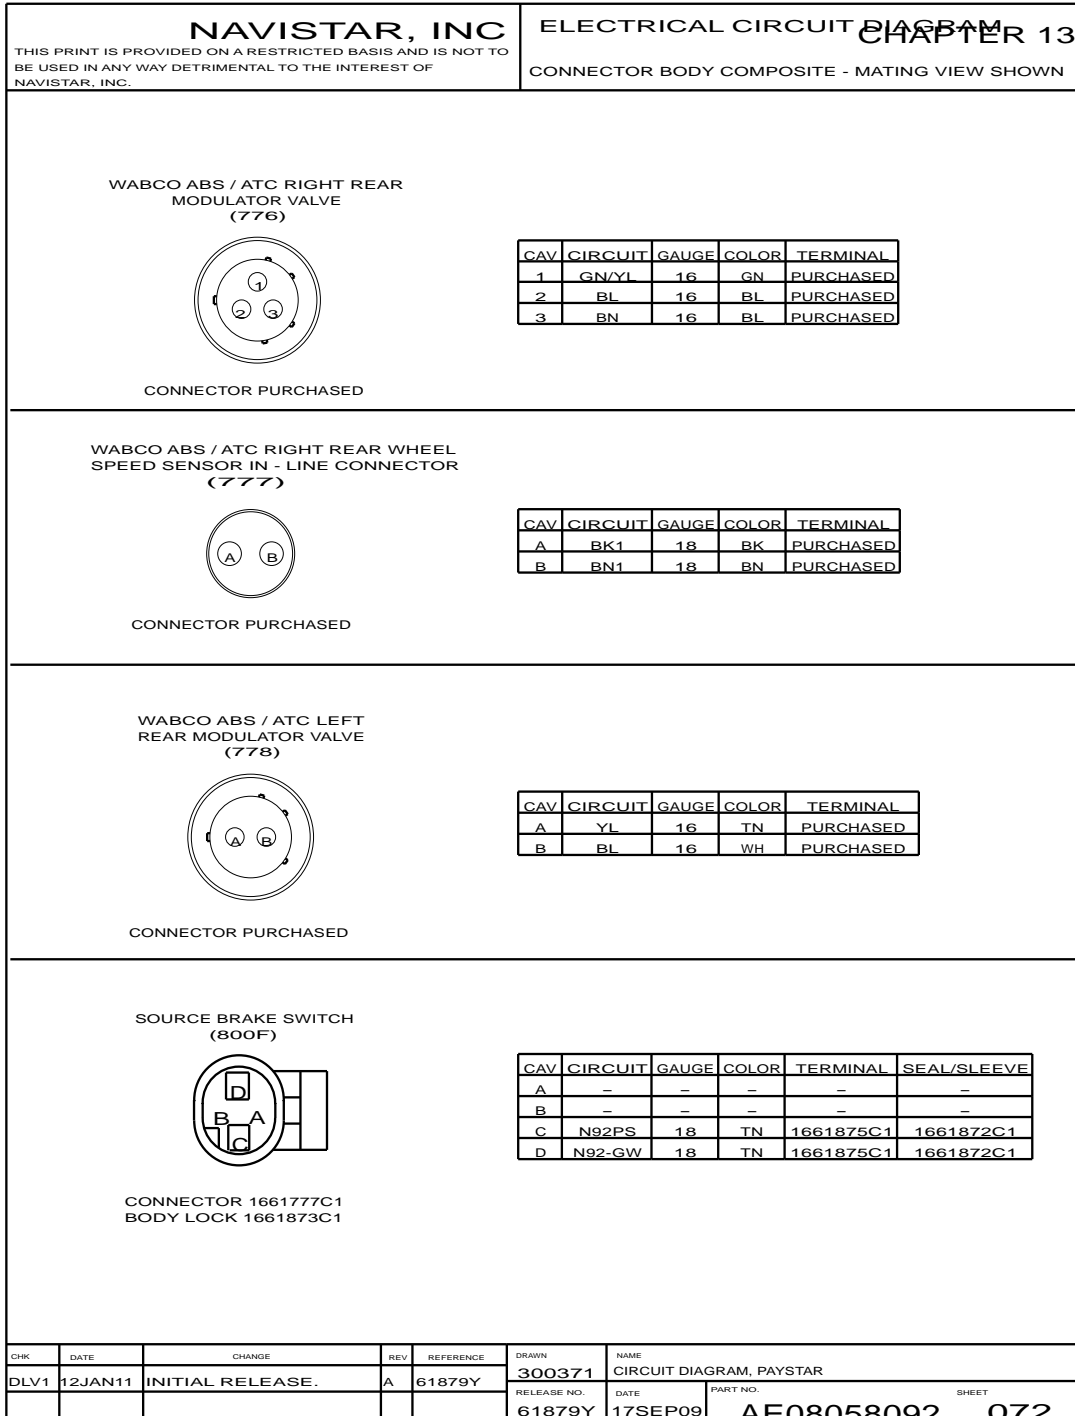 NAVISTAR, INC
THIS PRINT IS PROVIDED ON A RESTRICTED BASIS AND IS NOT TO
BE USED IN ANY WAY DETRIMENTAL TO THE INTEREST OF
NAVISTAR, INC.
ELECTRICAL CIRCUIT DIAGRAM
CHAPTER 13
CONNECTOR BODY COMPOSITE - MATING VIEW SHOWN
WABCO ABS / ATC RIGHT REAR
MODULATOR VALVE
(776)
1
2 3
CONNECTOR PURCHASED
CAV CIRCUIT GAUGE COLOR TERMINAL
1 GN/YL 16 GN PURCHASED
2 BL 16 BL PURCHASED
3 BN 16 BL PURCHASED
WABCO ABS / ATC RIGHT REAR WHEEL
SPEED SENSOR IN - LINE CONNECTOR
(777)
A B
CONNECTOR PURCHASED
CAV CIRCUIT GAUGE COLOR TERMINAL
A BK1 18 BK PURCHASED
B BN1 18 BN PURCHASED
WABCO ABS / ATC LEFT
REAR MODULATOR VALVE
(778)
A B
CONNECTOR PURCHASED
CAV CIRCUIT GAUGE COLOR TERMINAL
A YL 16 TN PURCHASED
B BL 16 WH PURCHASED
SOURCE BRAKE SWITCH
(800F)
D
B A
C
CONNECTOR 1661777C1
BODY LOCK 1661873C1
CAV CIRCUIT GAUGE COLOR TERMINAL SEAL/SLEEVE
A – – – – –
B – – – – –
C N92PS 18 TN 1661875C1 1661872C1
D N92-GW 18 TN 1661875C1 1661872C1
CHK DATE CHANGE REV REFERENCE
DLV1 12JAN11 INITIAL RELEASE. A 61879Y
DRAWN NAME
300371 CIRCUIT DIAGRAM, PAYSTAR
RELEASE NO. DATE PART NO. SHEET
61879Y 17SEP09 AE08058092 072